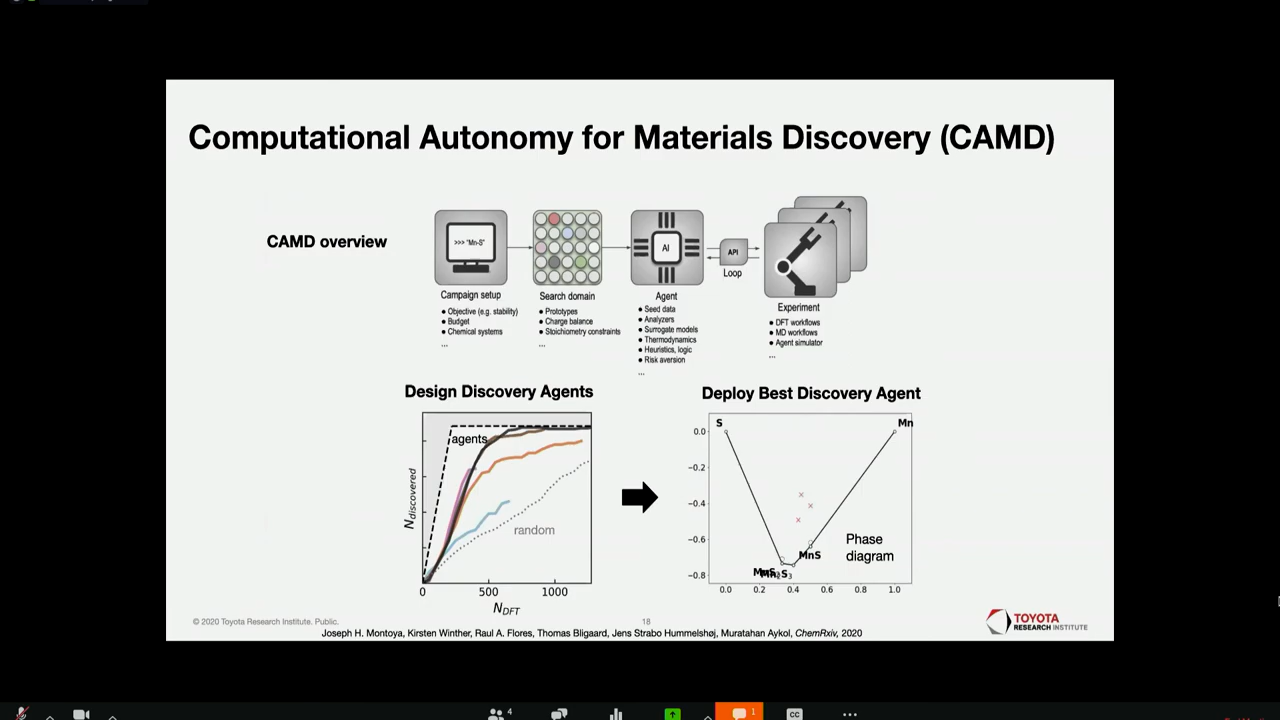 Computational Autonomy for Materials Discovery (CAMD)
CAMD overview
>>> "Mn-S"
AI
API
Loop
Campaign setup
● Objective (e.g. stability)
● Budget
● Chemical systems
...
Search domain
● Prototypes
● Charge balance
● Stoichiometry constraints
...
Agent
● Seed data
● Analyzers
● Surrogate models
● Thermodynamics
● Heuristics, logic
● Risk aversion
...
Experiment
● DFT workflows
● MD workflows
● Agent simulator
...
Design Discovery Agents
agents
random
N_discovered
0 500 1000
N_DFT
Deploy Best Discovery Agent
S
Mn
0.0
−0.2
−0.4
−0.6
−0.8
MnS
Phase
diagram
0.0 0.2 0.4 0.6 0.8 1.0
© 2020 Toyota Research Institute. Public.
18
TOYOTA
RESEARCH INSTITUTE
Joseph H. Montoya, Kirsten Winther, Raul A. Flores, Thomas Bligaard, Jens Strabo Hummelshøj, Muratahan Aykol, ChemRxiv, 2020
4
1
CC